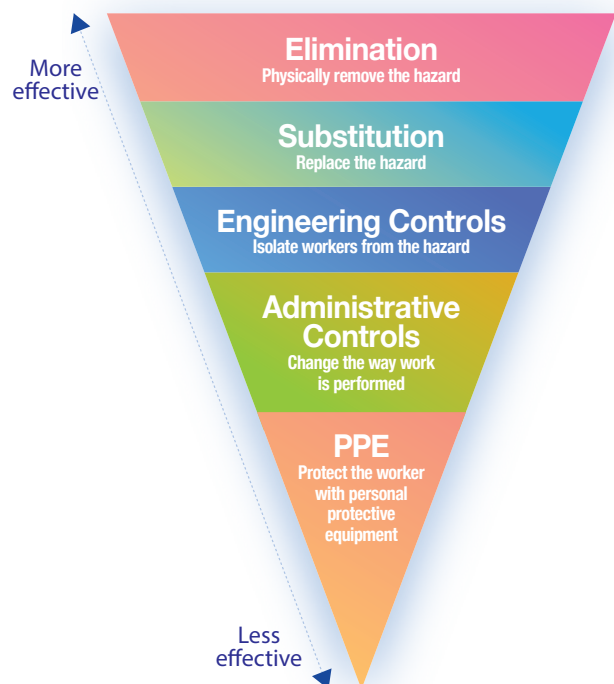 Elimination
Physically remove the hazard
More
effective
Substitution
Replace the hazard
Engineering Controls
Isolate workers from the hazard
Administrative
Controls
Change the way work
is performed
PPE
Protect the worker
with personal
protective
equipment
Less
effective